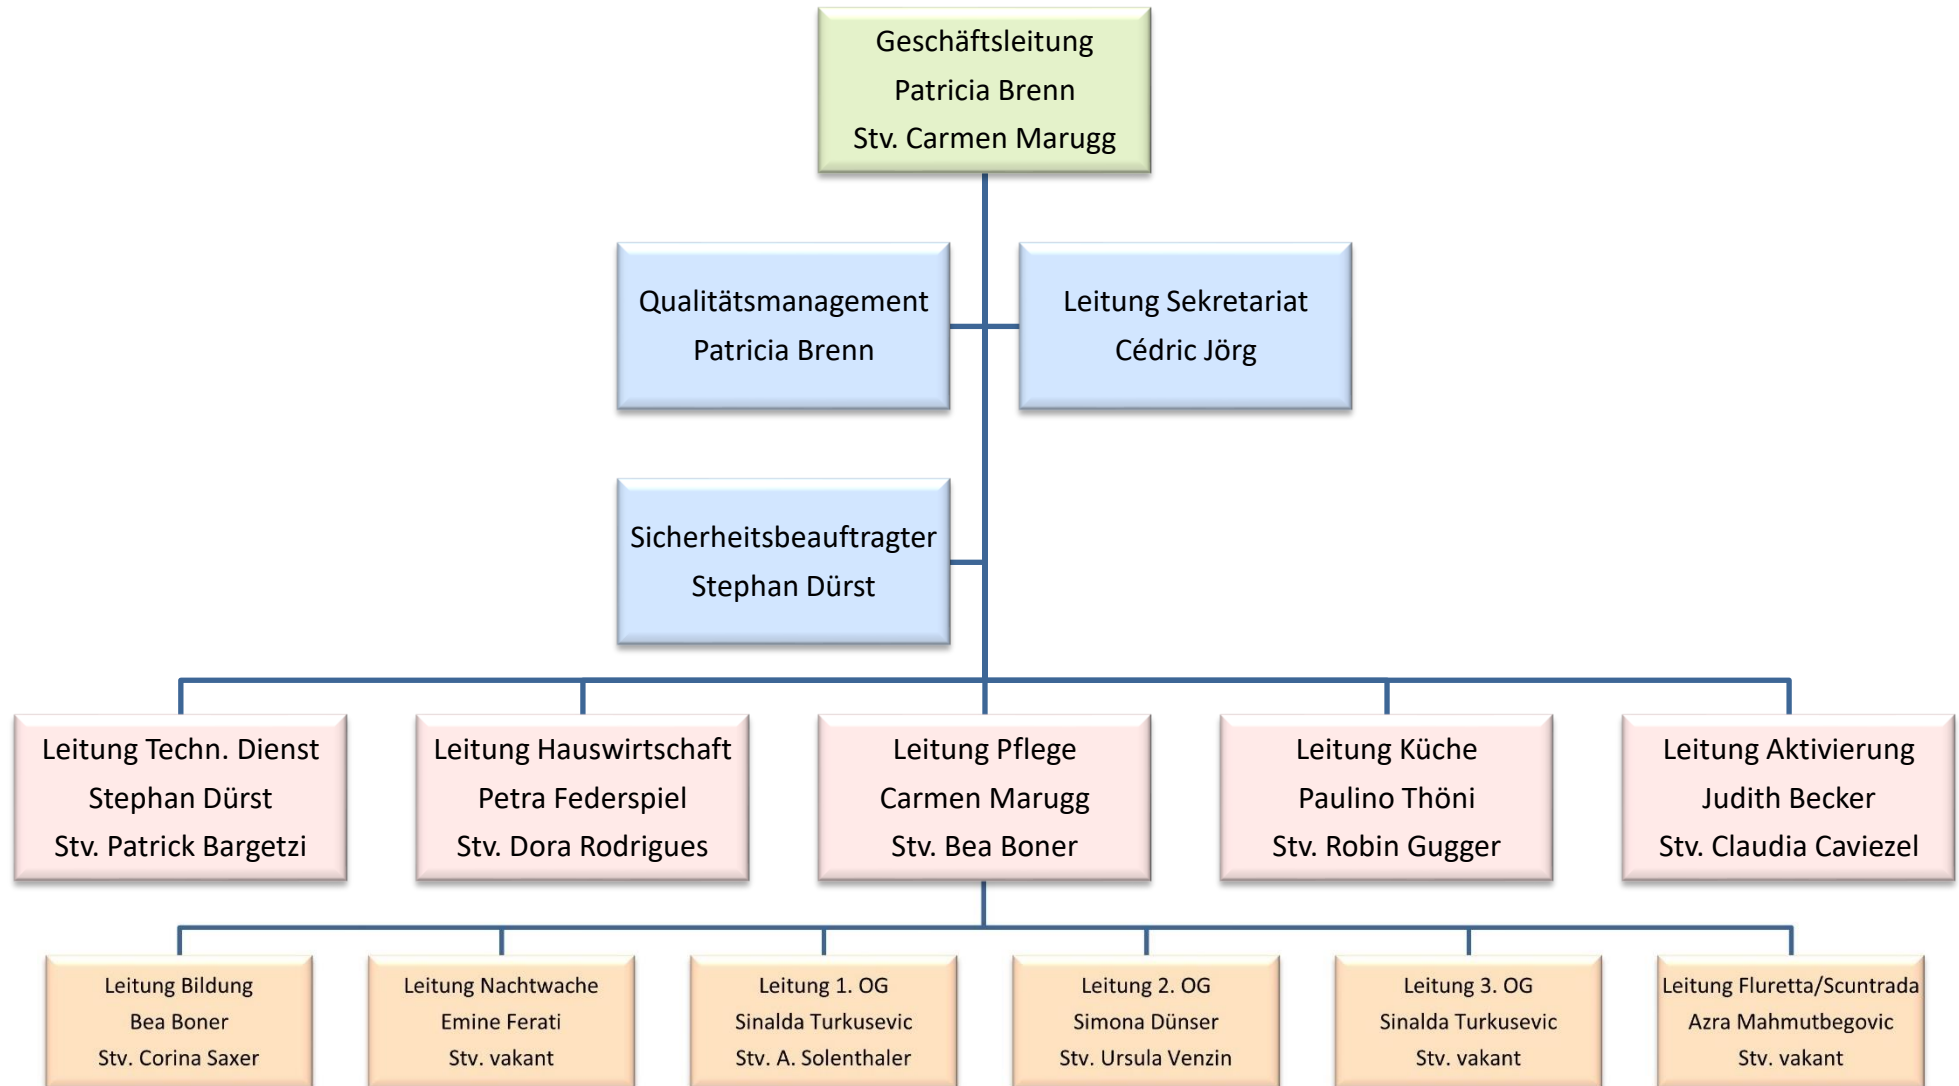 Geschäftsleitung
Patricia Brenn
Stv. Carmen Marugg
Qualitätsmanagement
Patricia Brenn
Leitung Sekretariat
Cédric Jörg
Sicherheitsbeauftragter
Stephan Dürst
Leitung Techn. Dienst
Stephan Dürst
Stv. Patrick Bargetzi
Leitung Hauswirtschaft
Petra Federspiel
Stv. Dora Rodrigues
Leitung Pflege
Carmen Marugg
Stv. Bea Boner
Leitung Küche
Paulino Thöni
Stv. Robin Gugger
Leitung Aktivierung
Judith Becker
Stv. Claudia Caviezel
Leitung Bildung
Bea Boner
Stv. Corina Saxer
Leitung Nachtwache
Emine Ferati
Stv. vakant
Leitung 1. OG
Sinalda Turkusevic
Stv. A. Solenthaler
Leitung 2. OG
Simona Dünser
Stv. Ursula Venzin
Leitung 3. OG
Sinalda Turkusevic
Stv. vakant
Leitung Fluretta/Scuntrada
Azra Mahmutbegovic
Stv. vakant